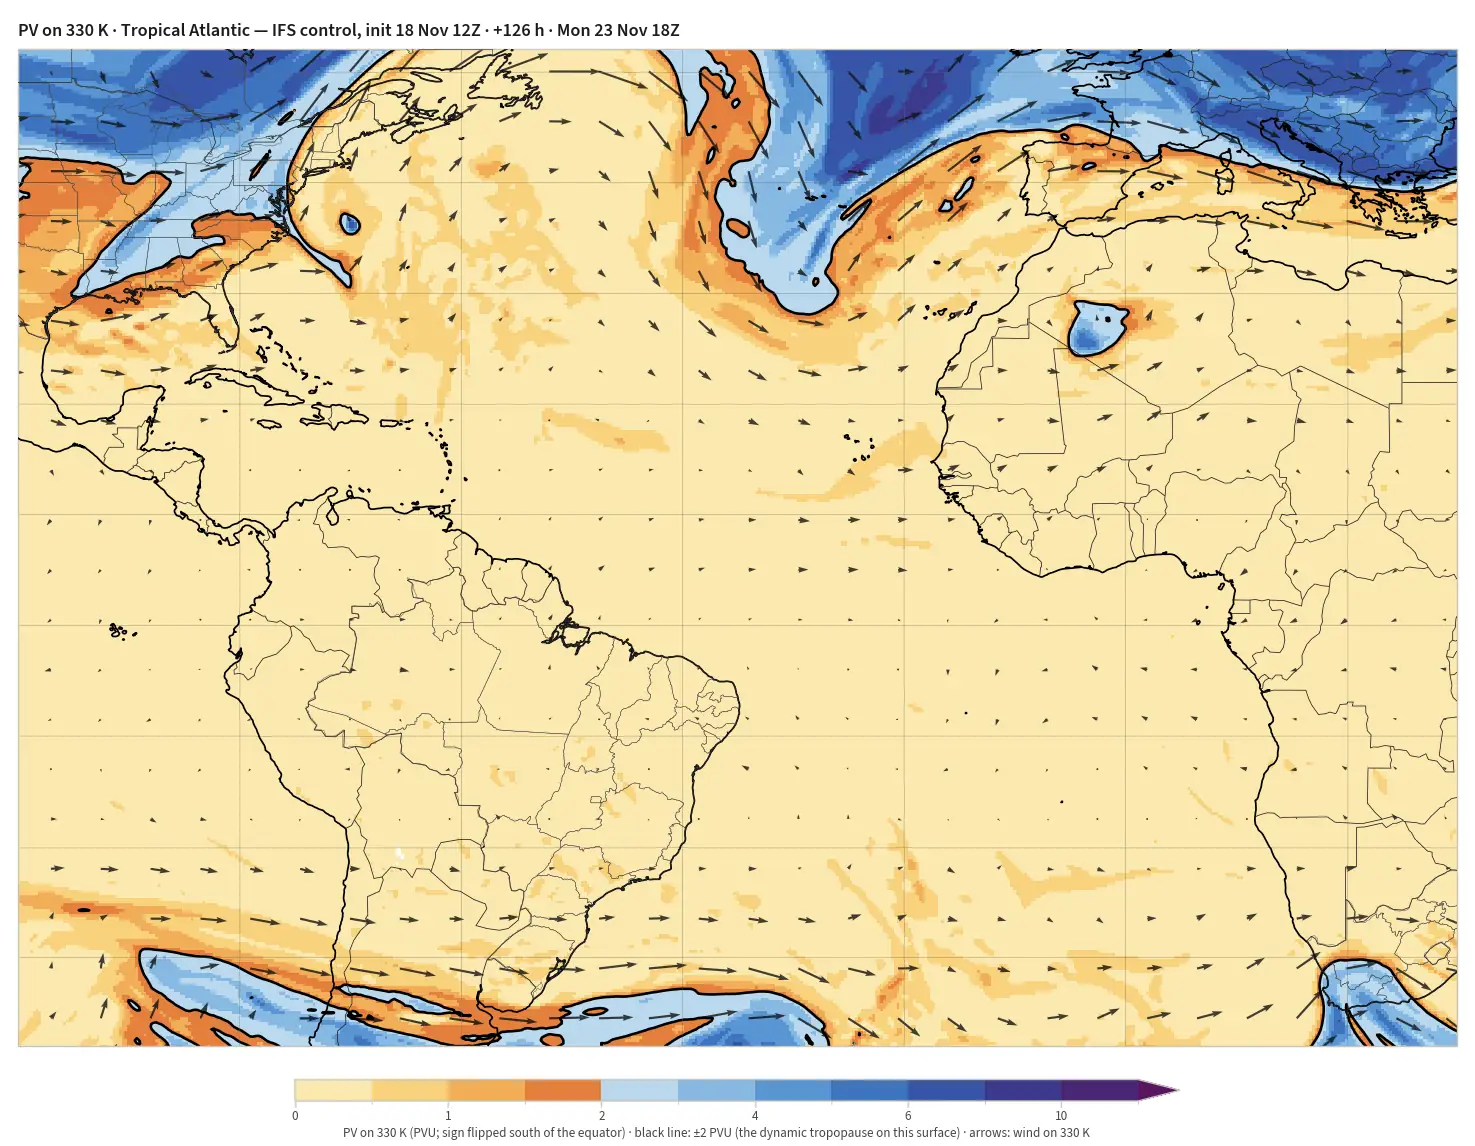 PV on 330 K · Tropical Atlantic — IFS control, init 18 Nov 12Z · +126 h · Mon 23 Nov 18Z
0 1 2 4 6 10
PV on 330 K (PVU; sign flipped south of the equator) · black line: ±2 PVU (the dynamic tropopause on this surface) · arrows: wind on 330 K